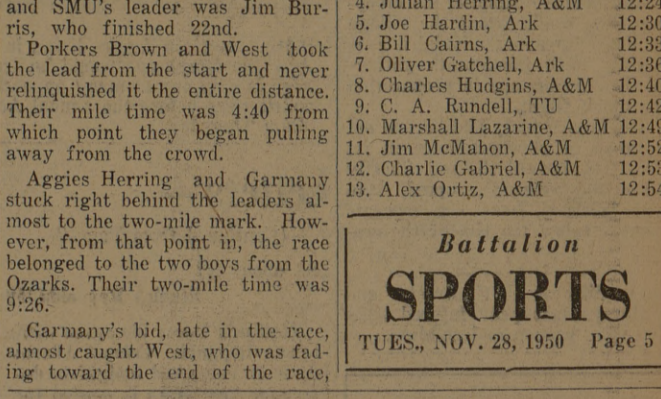 and SMU's leader was Jim Bur-
ris, who finished 22nd.
Porkers Brown and West took
the lead from the start and never
relinquished it the entire distance.
Their mile time was 4:40 from
which point they began pulling
away from the crowd.
Aggies Herring and Garmany
stuck right behind the leaders al-
most to the two-mile mark. How-
ever, from that point in, the race
belonged to the two boys from the
Ozarks. Their two-mile time was
9:26.
Garmany's bid, late in the race,
almost caught West, who was fad-
ing toward the end of the race,
4. Julian Herring, A&M
5. Joe Hardin, Ark
6. Bill Cairns, Ark
7. Oliver Gatchell, Ark
8. Charles Hudgins, A&M
9. C. A. Rundell, TU
10. Marshall Lazarine, A&M
11. Jim McMahon, A&M
12. Charlie Gabriel, A&M
13. Alex Ortiz, A&M
Battalion
SPORTS
TUES., NOV. 28, 1950 Page 5